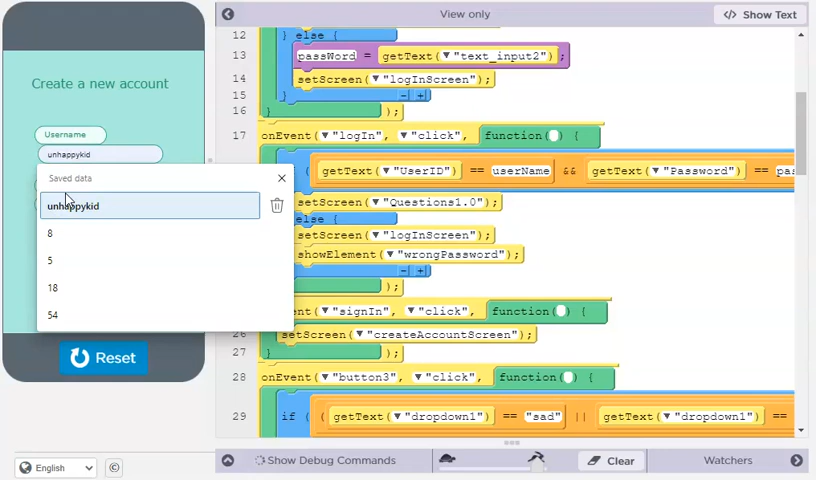 View only
Show Text
12 } else {
13 passWord = getText(▼"text_input2");
14 setScreen(▼"logInScreen");
15 } - +
16 } );
17 onEvent(▼"logIn", ▼"click", function() {
( getText(▼"UserID") == userName && getText(▼"Password") == pas
setScreen(▼"Questions1.0");
else {
setScreen(▼"logInScreen");
showElement(▼"wrongPassword");
- +
);
ent(▼"signIn", ▼"click", function() {
26 setScreen(▼"createAccountScreen");
27 } );
28 onEvent(▼"button3", ▼"click", function() {
29 if ( ( getText(▼"dropdown1") == "sad" || getText(▼"dropdown1") ==
Create a new account
Username
unhappykid
Saved data
unhappykid
8
5
18
54
Reset
English
©
Show Debug Commands
Clear
Watchers